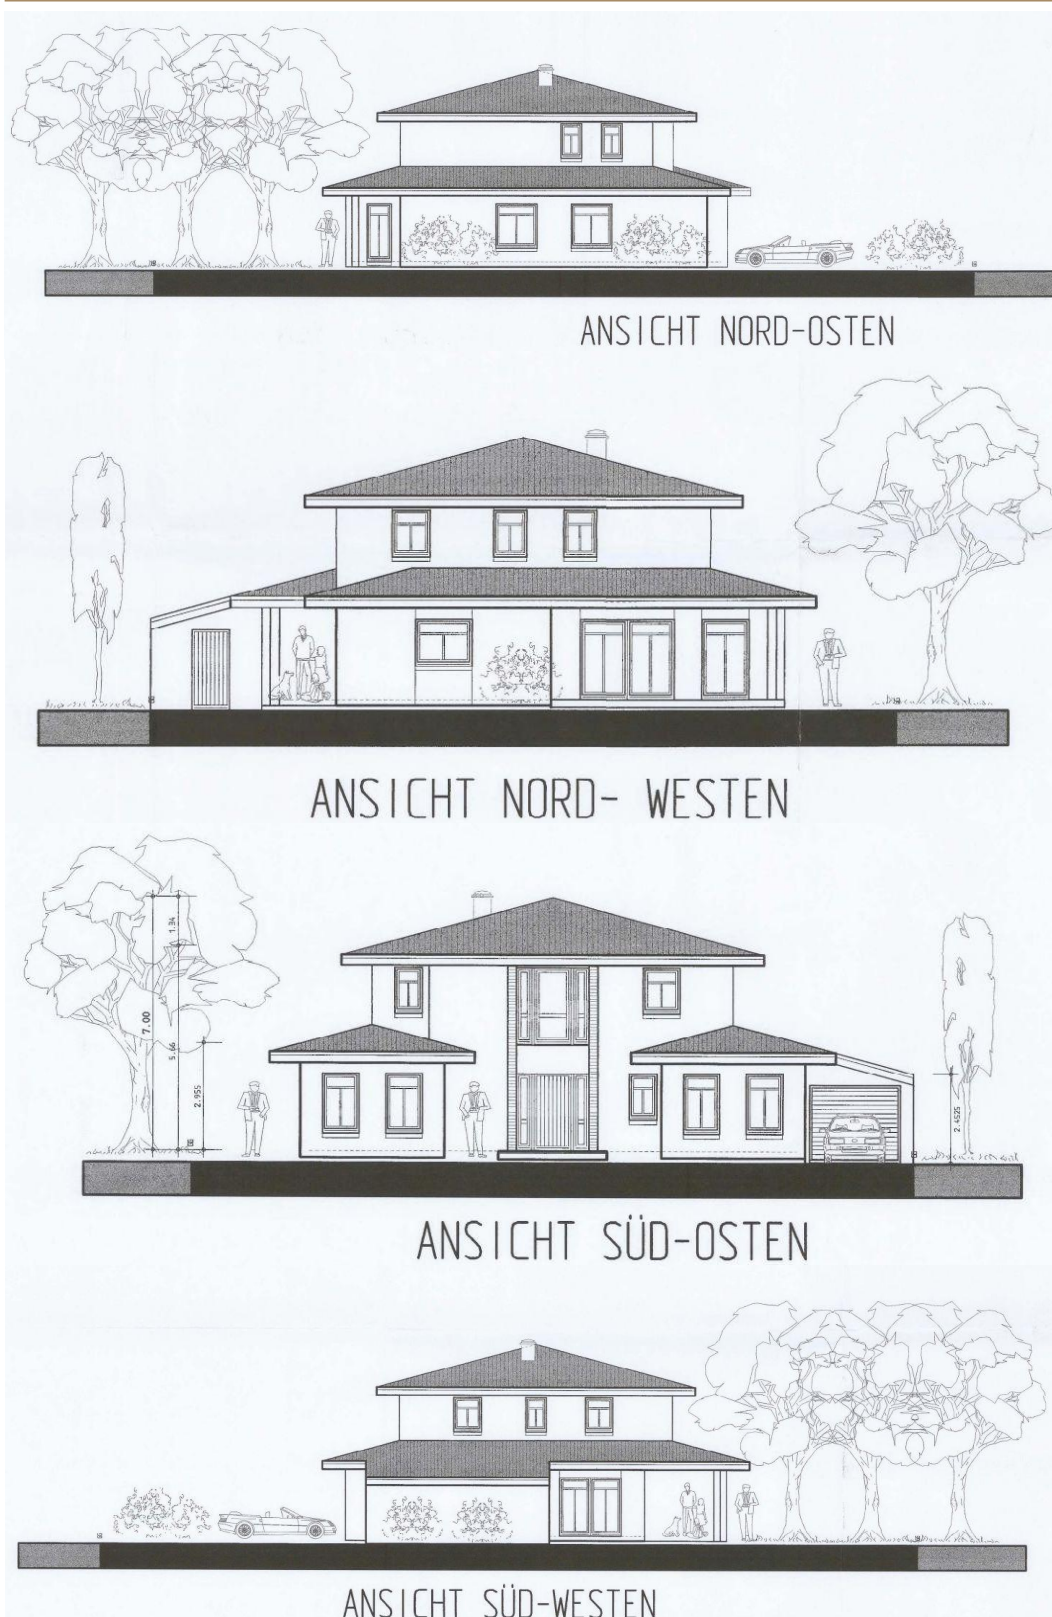 ANSICHT NORD-OSTEN
ANSICHT NORD- WESTEN
1.34
7.00
5.66
2.955
2.4525
ANSICHT SÜD-OSTEN
ANSICHT SÜD-WESTEN